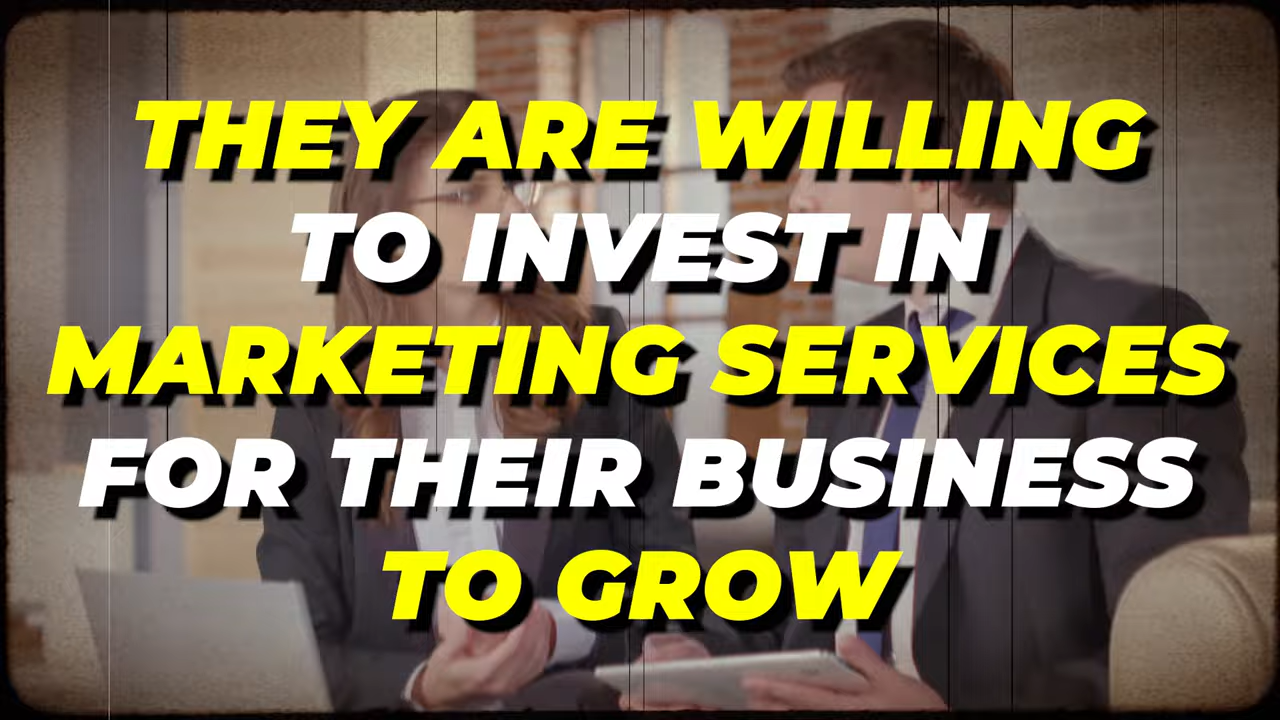 THEY ARE WILLING
TO INVEST IN
MARKETING SERVICES
FOR THEIR BUSINESS
TO GROW